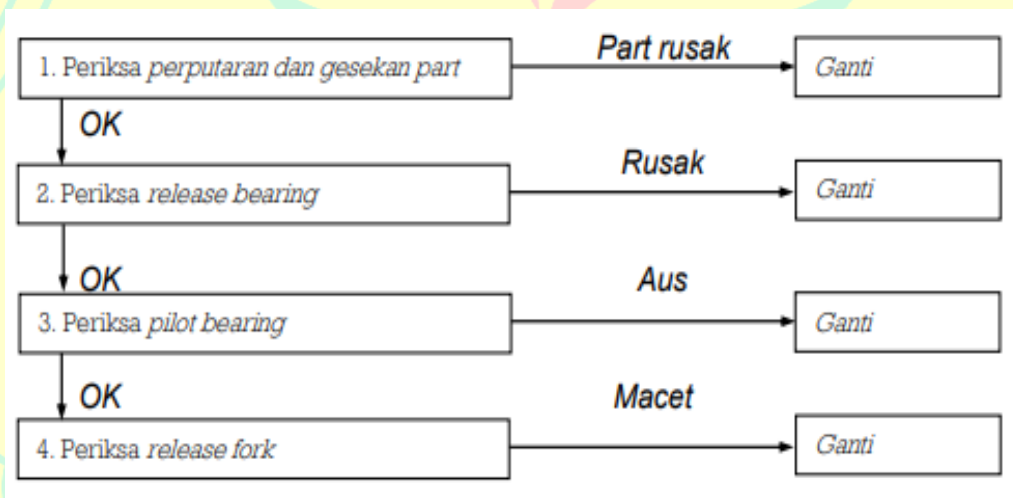 1. Periksa perputaran dan gesekan part
Part rusak
Ganti
OK
2. Periksa release bearing
Rusak
Ganti
OK
3. Periksa pilot bearing
Aus
Ganti
OK
4. Periksa release fork
Macet
Ganti